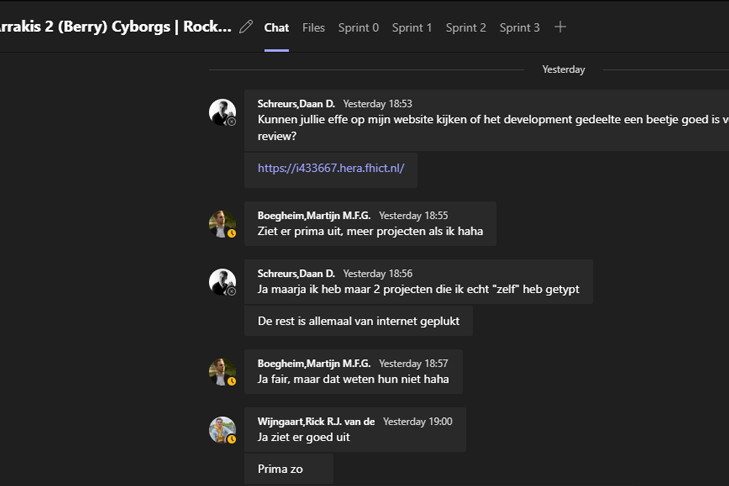 rrakis 2 (Berry) Cyborgs | Rock... Chat Files Sprint 0 Sprint 1 Sprint 2 Sprint 3
Yesterday
Schreurs,Daan D. Yesterday 18:53
Kunnen jullie effe op mijn website kijken of het development gedeelte een beetje goed is
review?
https://i433667.hera.fhict.nl/
Boegheim,Martijn M.F.G. Yesterday 18:55
Ziet er prima uit, meer projecten als ik haha
Schreurs,Daan D. Yesterday 18:56
Ja maarja ik heb maar 2 projecten die ik echt "zelf" heb getypt
De rest is allemaal van internet geplukt
Boegheim,Martijn M.F.G. Yesterday 18:57
Ja fair, maar dat weten hun niet haha
Wijngaart,Rick R.J. van de Yesterday 19:00
Ja ziet er goed uit
Prima zo